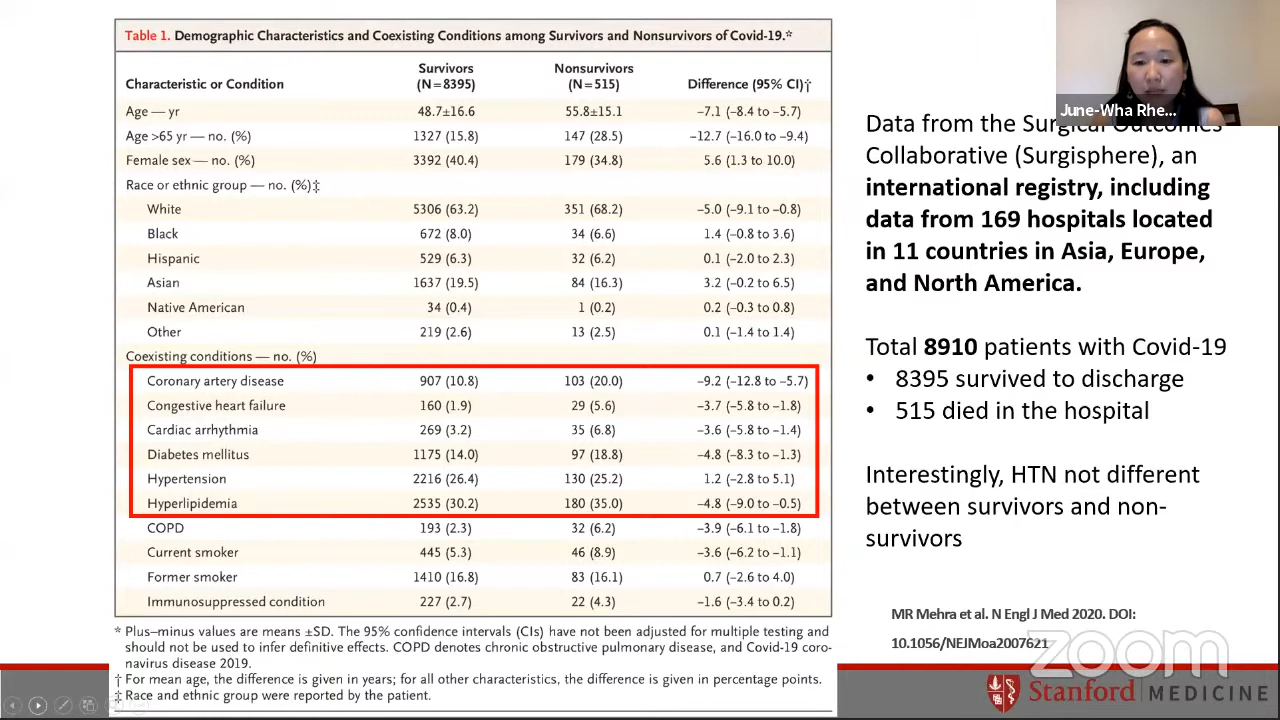 Table 1. Demographic Characteristics and Coexisting Conditions among Survivors and Nonsurvivors of Covid-19.*
Characteristic or Condition Survivors (N=8395) Nonsurvivors (N=515) Difference (95% CI)†
Age — yr 48.7±16.6 55.8±15.1 –7.1 (–8.4 to –5.7)
Age >65 yr — no. (%) 1327 (15.8) 147 (28.5) –12.7 (–16.0 to –9.4)
Female sex — no. (%) 3392 (40.4) 179 (34.8) 5.6 (1.3 to 10.0)
Race or ethnic group — no. (%)‡
White 5306 (63.2) 351 (68.2) –5.0 (–9.1 to –0.8)
Black 672 (8.0) 34 (6.6) 1.4 (–0.8 to 3.6)
Hispanic 529 (6.3) 32 (6.2) 0.1 (–2.0 to 2.3)
Asian 1637 (19.5) 84 (16.3) 3.2 (–0.2 to 6.5)
Native American 34 (0.4) 1 (0.2) 0.2 (–0.3 to 0.8)
Other 219 (2.6) 13 (2.5) 0.1 (–1.4 to 1.4)
Coexisting conditions — no. (%)
Coronary artery disease 907 (10.8) 103 (20.0) –9.2 (–12.8 to –5.7)
Congestive heart failure 160 (1.9) 29 (5.6) –3.7 (–5.8 to –1.8)
Cardiac arrhythmia 269 (3.2) 35 (6.8) –3.6 (–5.8 to –1.4)
Diabetes mellitus 1175 (14.0) 97 (18.8) –4.8 (–8.3 to –1.3)
Hypertension 2216 (26.4) 130 (25.2) 1.2 (–2.8 to 5.1)
Hyperlipidemia 2535 (30.2) 180 (35.0) –4.8 (–9.0 to –0.5)
COPD 193 (2.3) 32 (6.2) –3.9 (–6.1 to –1.8)
Current smoker 445 (5.3) 46 (8.9) –3.6 (–6.2 to –1.1)
Former smoker 1410 (16.8) 83 (16.1) 0.7 (–2.6 to 4.0)
Immunosuppressed condition 227 (2.7) 22 (4.3) –1.6 (–3.4 to 0.2)
* Plus–minus values are means ±SD. The 95% confidence intervals (CIs) have not been adjusted for multiple testing and
should not be used to infer definitive effects. COPD denotes chronic obstructive pulmonary disease, and Covid-19 coro-
navirus disease 2019.
† For mean age, the difference is given in years; for all other characteristics, the difference is given in percentage points.
‡ Race and ethnic group were reported by the patient.
June-Wha Rhe...
Data from the Surgical Outcomes
Collaborative (Surgisphere), an
international registry, including
data from 169 hospitals located
in 11 countries in Asia, Europe,
and North America.
Total 8910 patients with Covid-19
• 8395 survived to discharge
• 515 died in the hospital
Interestingly, HTN not different
between survivors and non-
survivors
MR Mehra et al. N Engl J Med 2020. DOI:
10.1056/NEJMoa2007621
zoom
Stanford MEDICINE